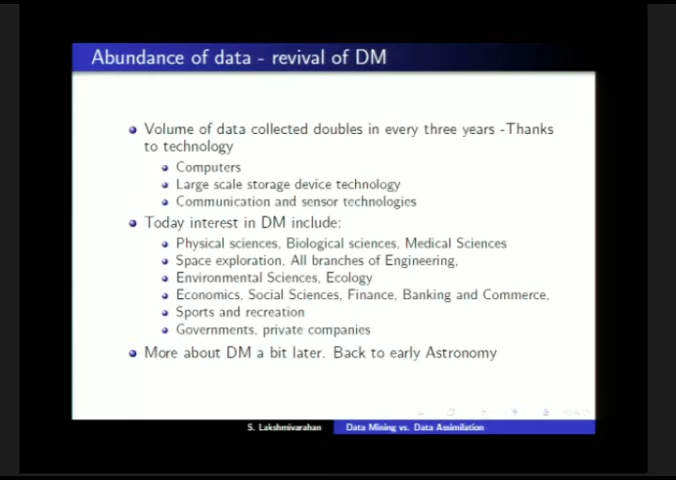 Abundance of data - revival of DM
Volume of data collected doubles in every three years -Thanks
to technology
Computers
Large scale storage device technology
Communication and sensor technologies
Today interest in DM include:
Physical sciences, Biological sciences, Medical Sciences
Space exploration, All branches of Engineering,
Environmental Sciences, Ecology
Economics, Social Sciences, Finance, Banking and Commerce,
Sports and recreation
Governments, private companies
More about DM a bit later. Back to early Astronomy
S. Lakshmivarahan
Data Mining vs. Data Assimilation